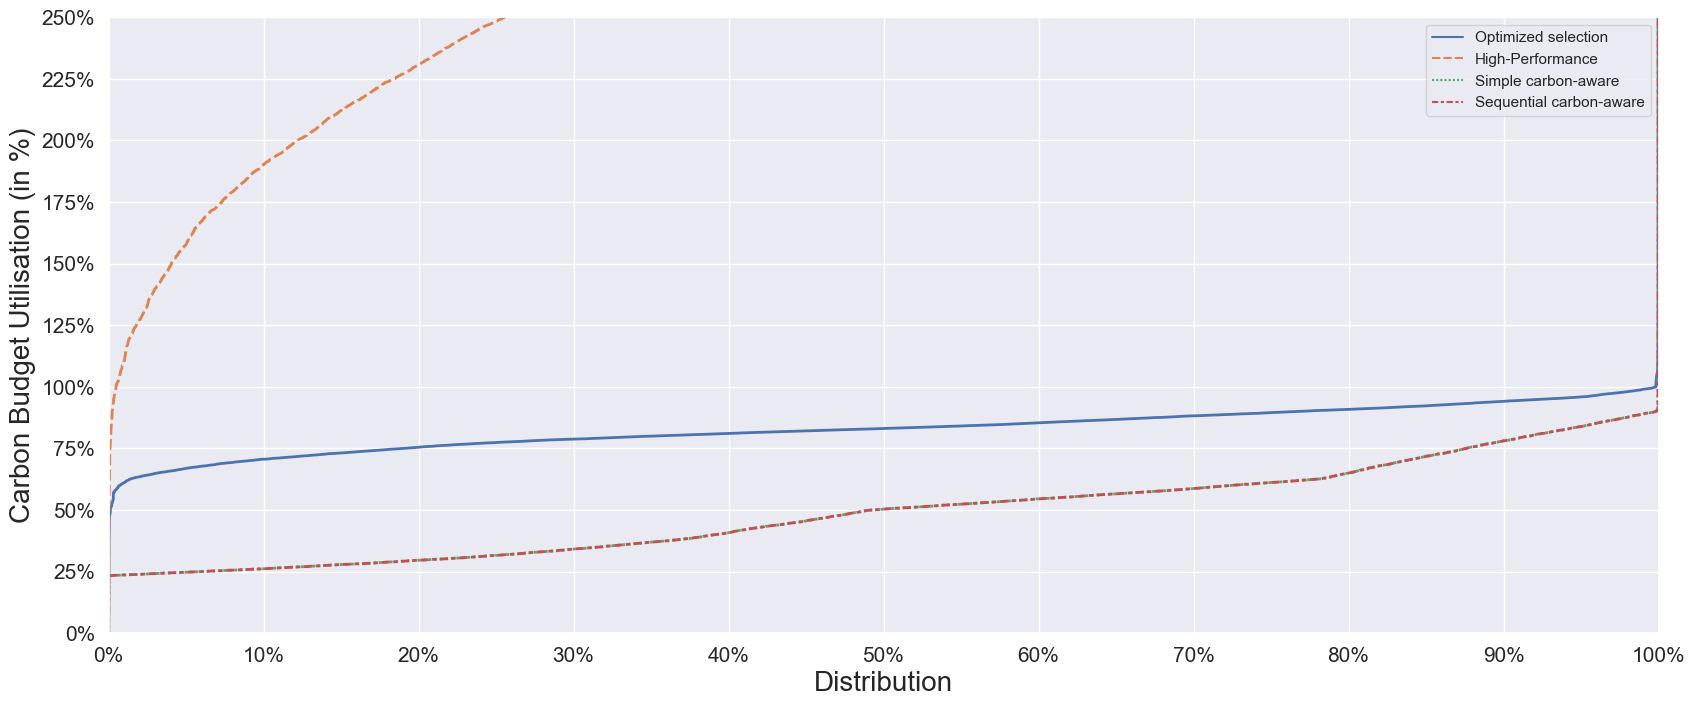 Carbon Budget Utilisation (in %)
250%
225%
200%
175%
150%
125%
100%
75%
50%
25%
0%
Optimized selection
High-Performance
Simple carbon-aware
Sequential carbon-aware
0% 10% 20% 30% 40% 50% 60% 70% 80% 90% 100%
Distribution